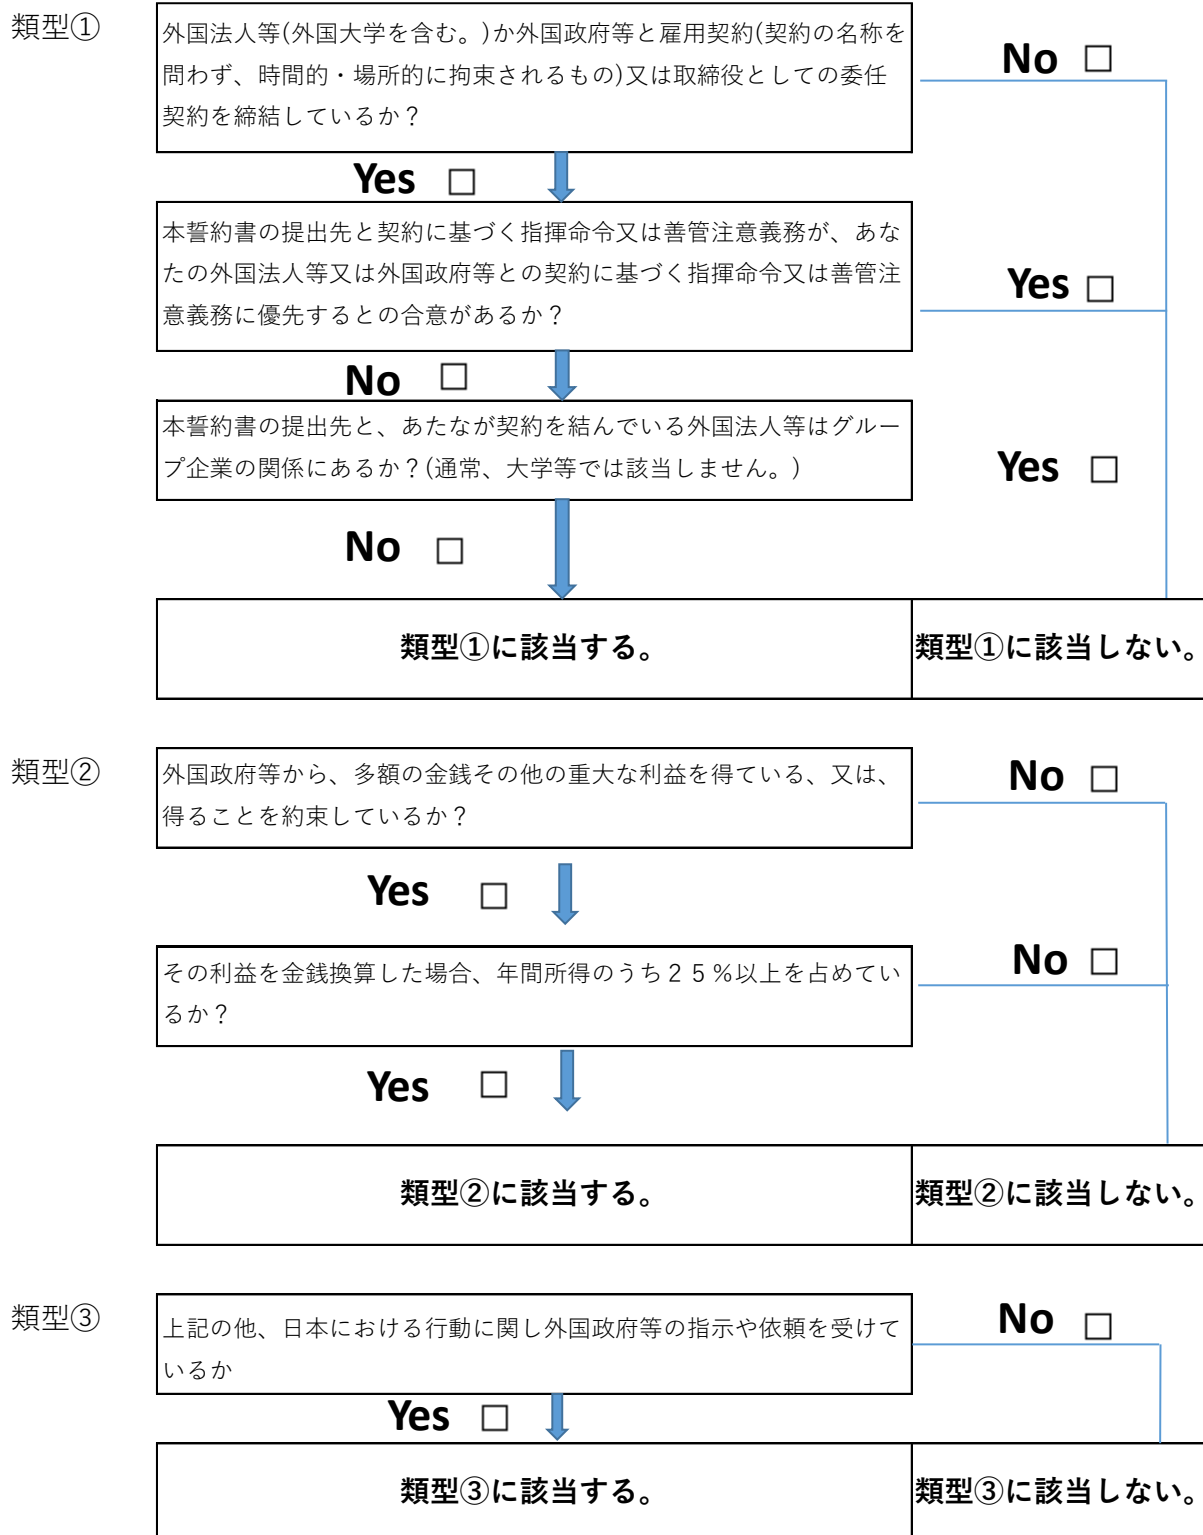 類型①
外国法人等(外国大学を含む。)か外国政府等と雇用契約(契約の名称を
問わず、時間的・場所的に拘束されるもの)又は取締役としての委任
契約を締結しているか？
No □
Yes □
本誓約書の提出先と契約に基づく指揮命令又は善管注意義務が、あな
たの外国法人等又は外国政府等との契約に基づく指揮命令又は善管注
意義務に優先するとの合意があるか？
Yes □
No □
本誓約書の提出先と、あたなが契約を結んでいる外国法人等はグルー
プ企業の関係にあるか？(通常、大学等では該当しません。)
Yes □
No □
類型①に該当する。
類型①に該当しない。
類型②
外国政府等から、多額の金銭その他の重大な利益を得ている、又は、
得ることを約束しているか？
No □
Yes □
その利益を金銭換算した場合、年間所得のうち２５％以上を占めてい
るか？
No □
Yes □
類型②に該当する。
類型②に該当しない。
類型③
上記の他、日本における行動に関し外国政府等の指示や依頼を受けて
いるか
No □
Yes □
類型③に該当する。
類型③に該当しない。